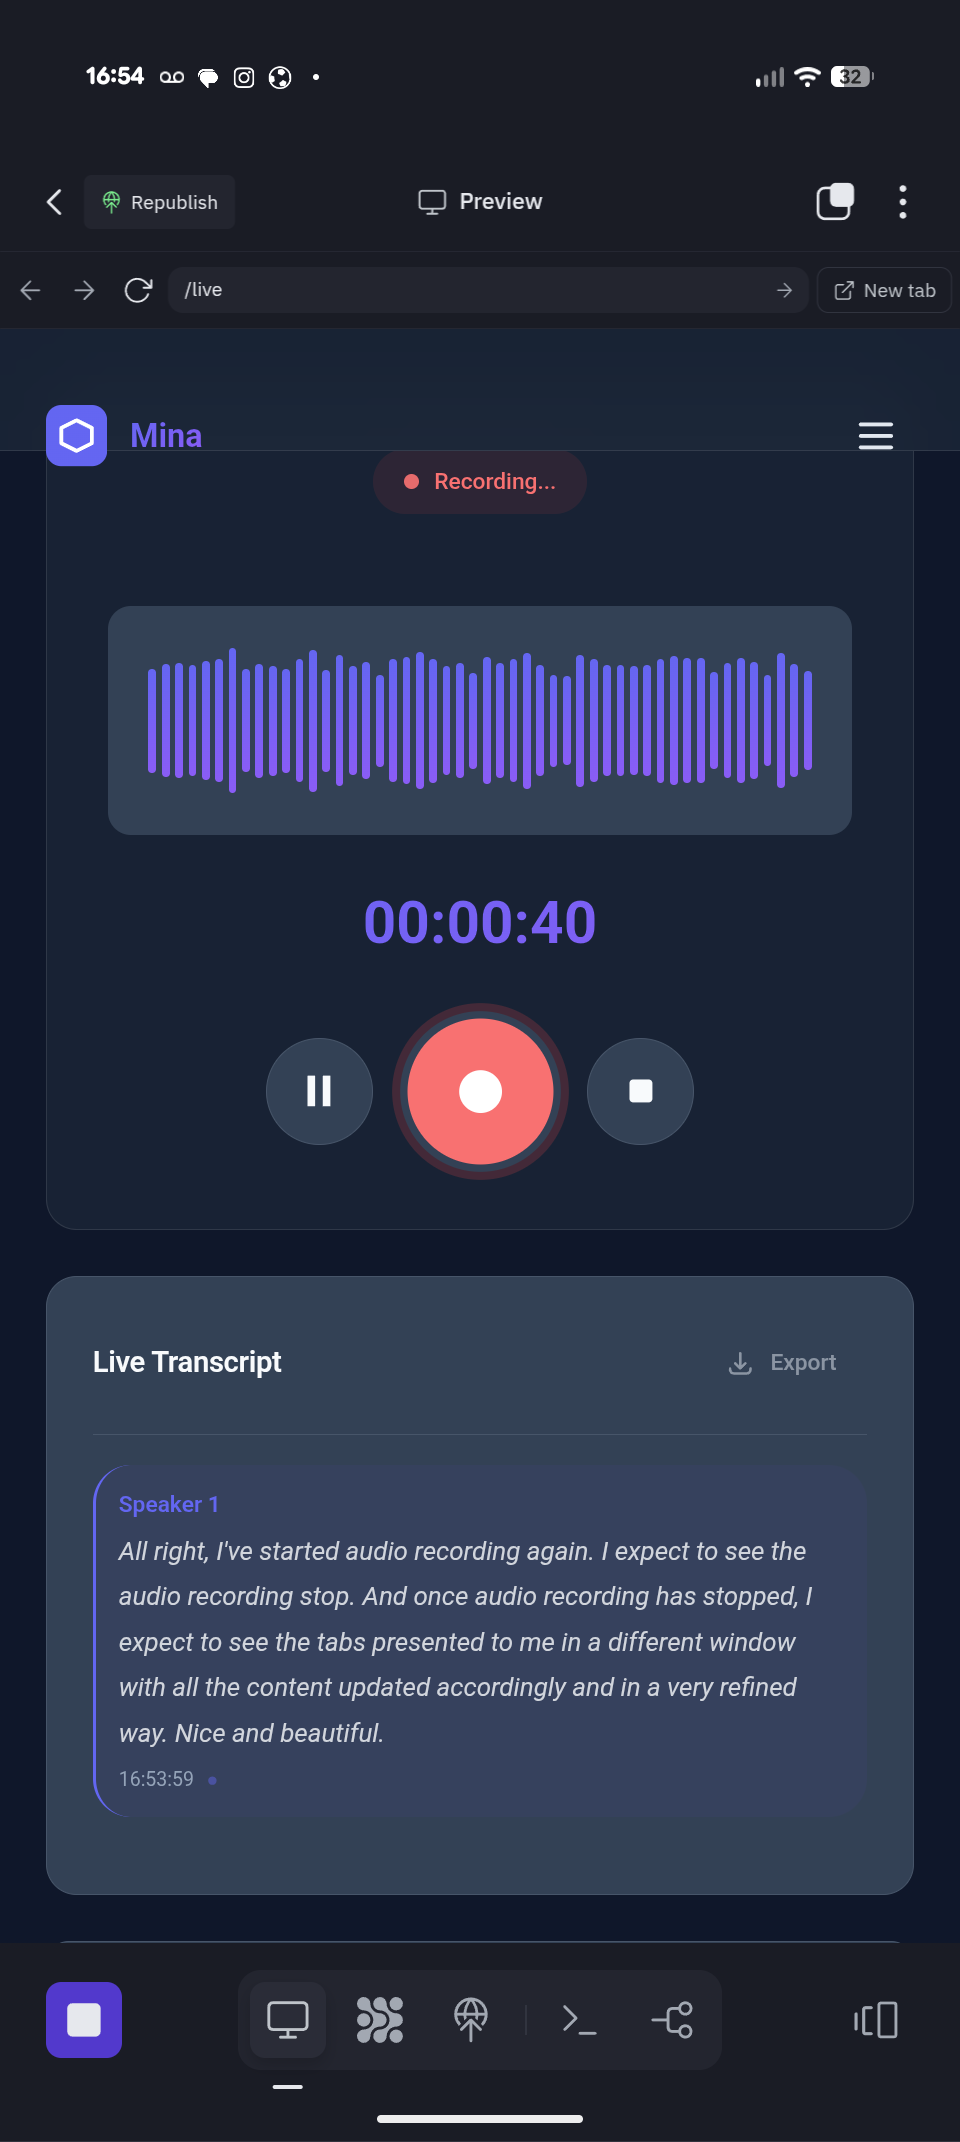 16:54
32
Republish
Preview
/live
New tab
Mina
Recording...
00:00:40
Live Transcript
Export
Speaker 1
All right, I've started audio recording again. I expect to see the
audio recording stop. And once audio recording has stopped, I
expect to see the tabs presented to me in a different window
with all the content updated accordingly and in a very refined
way. Nice and beautiful.
16:53:59